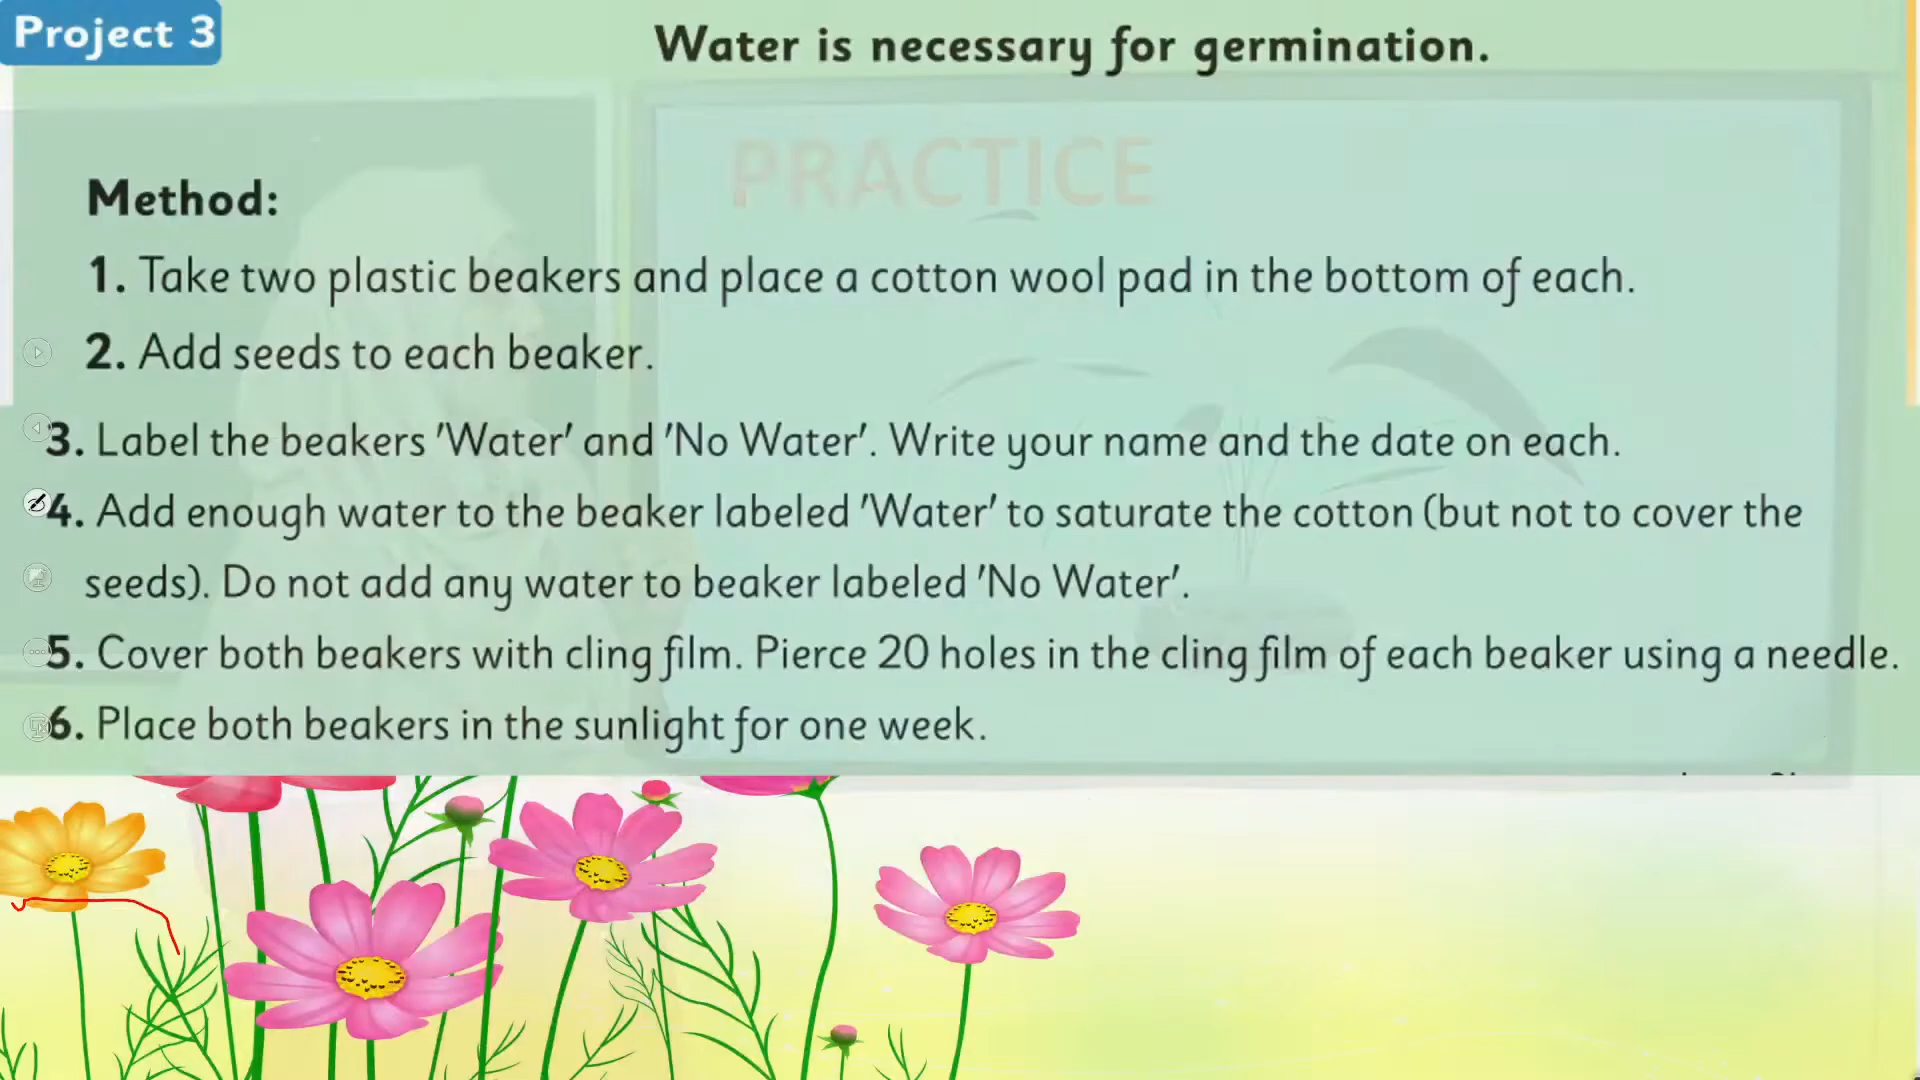 Project 3
Water is necessary for germination.
PRACTICE
Method:
1. Take two plastic beakers and place a cotton wool pad in the bottom of each.
2. Add seeds to each beaker.
3. Label the beakers 'Water' and 'No Water'. Write your name and the date on each.
4. Add enough water to the beaker labeled 'Water' to saturate the cotton (but not to cover the
seeds). Do not add any water to beaker labeled 'No Water'.
5. Cover both beakers with cling film. Pierce 20 holes in the cling film of each beaker using a needle.
6. Place both beakers in the sunlight for one week.